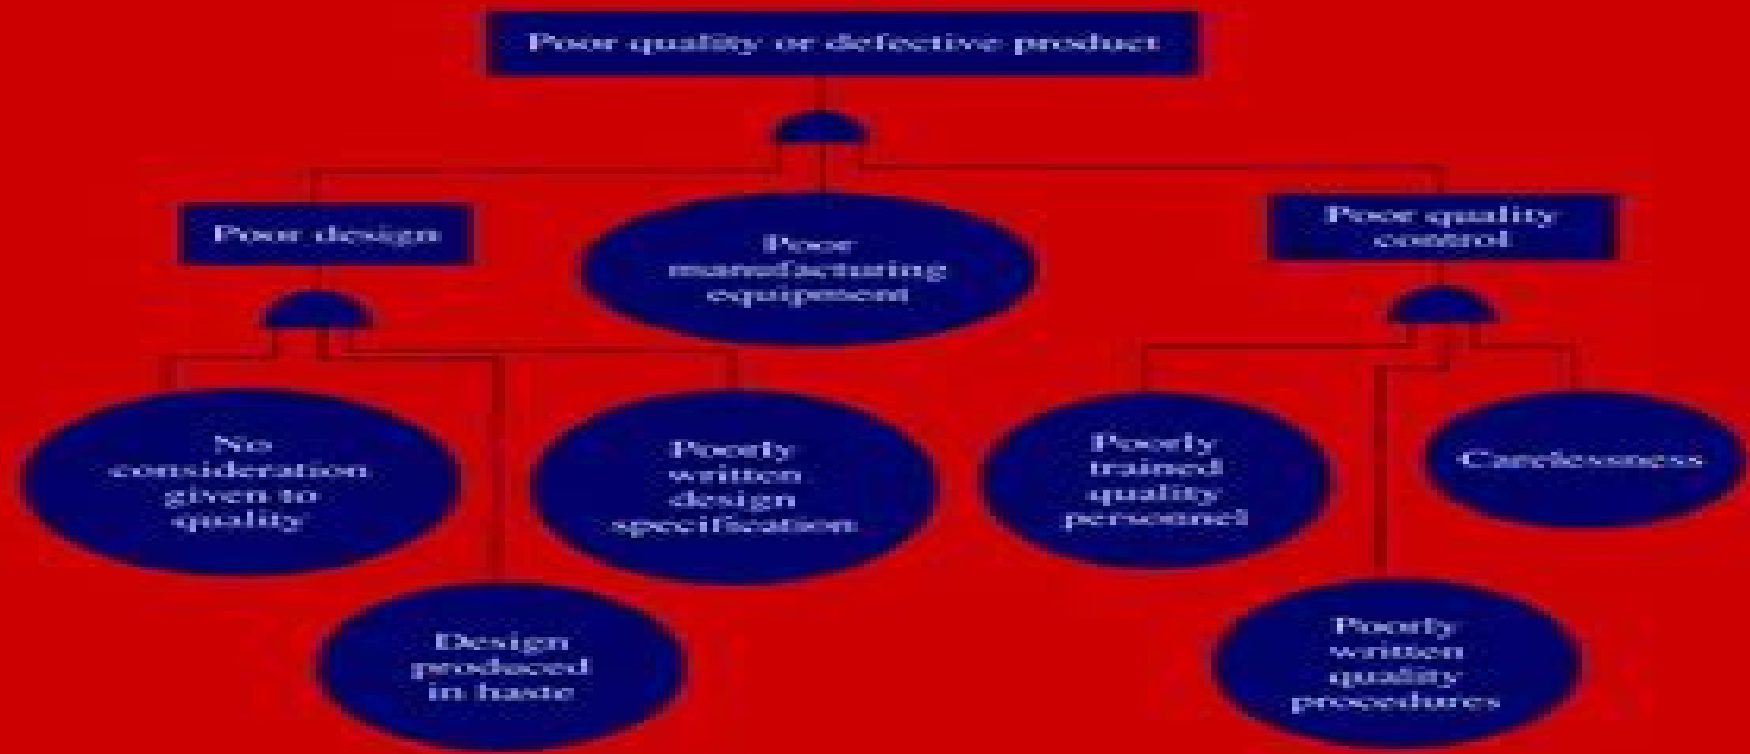 Poor quality or defective product
Poor design
Poor
manufacturing
equipment
Poor quality
control
No
consideration
given to
quality
Poorly
written
design
specification
Poorly
trained
quality
personnel
Carelessness
Design
produced
in haste
Poorly
written
quality
procedures